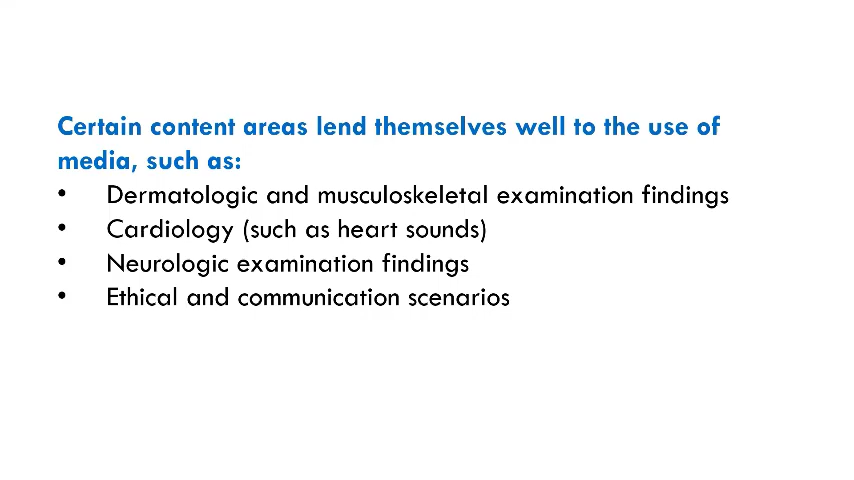 Certain content areas lend themselves well to the use of
media, such as:
• Dermatologic and musculoskeletal examination findings
• Cardiology (such as heart sounds)
• Neurologic examination findings
• Ethical and communication scenarios